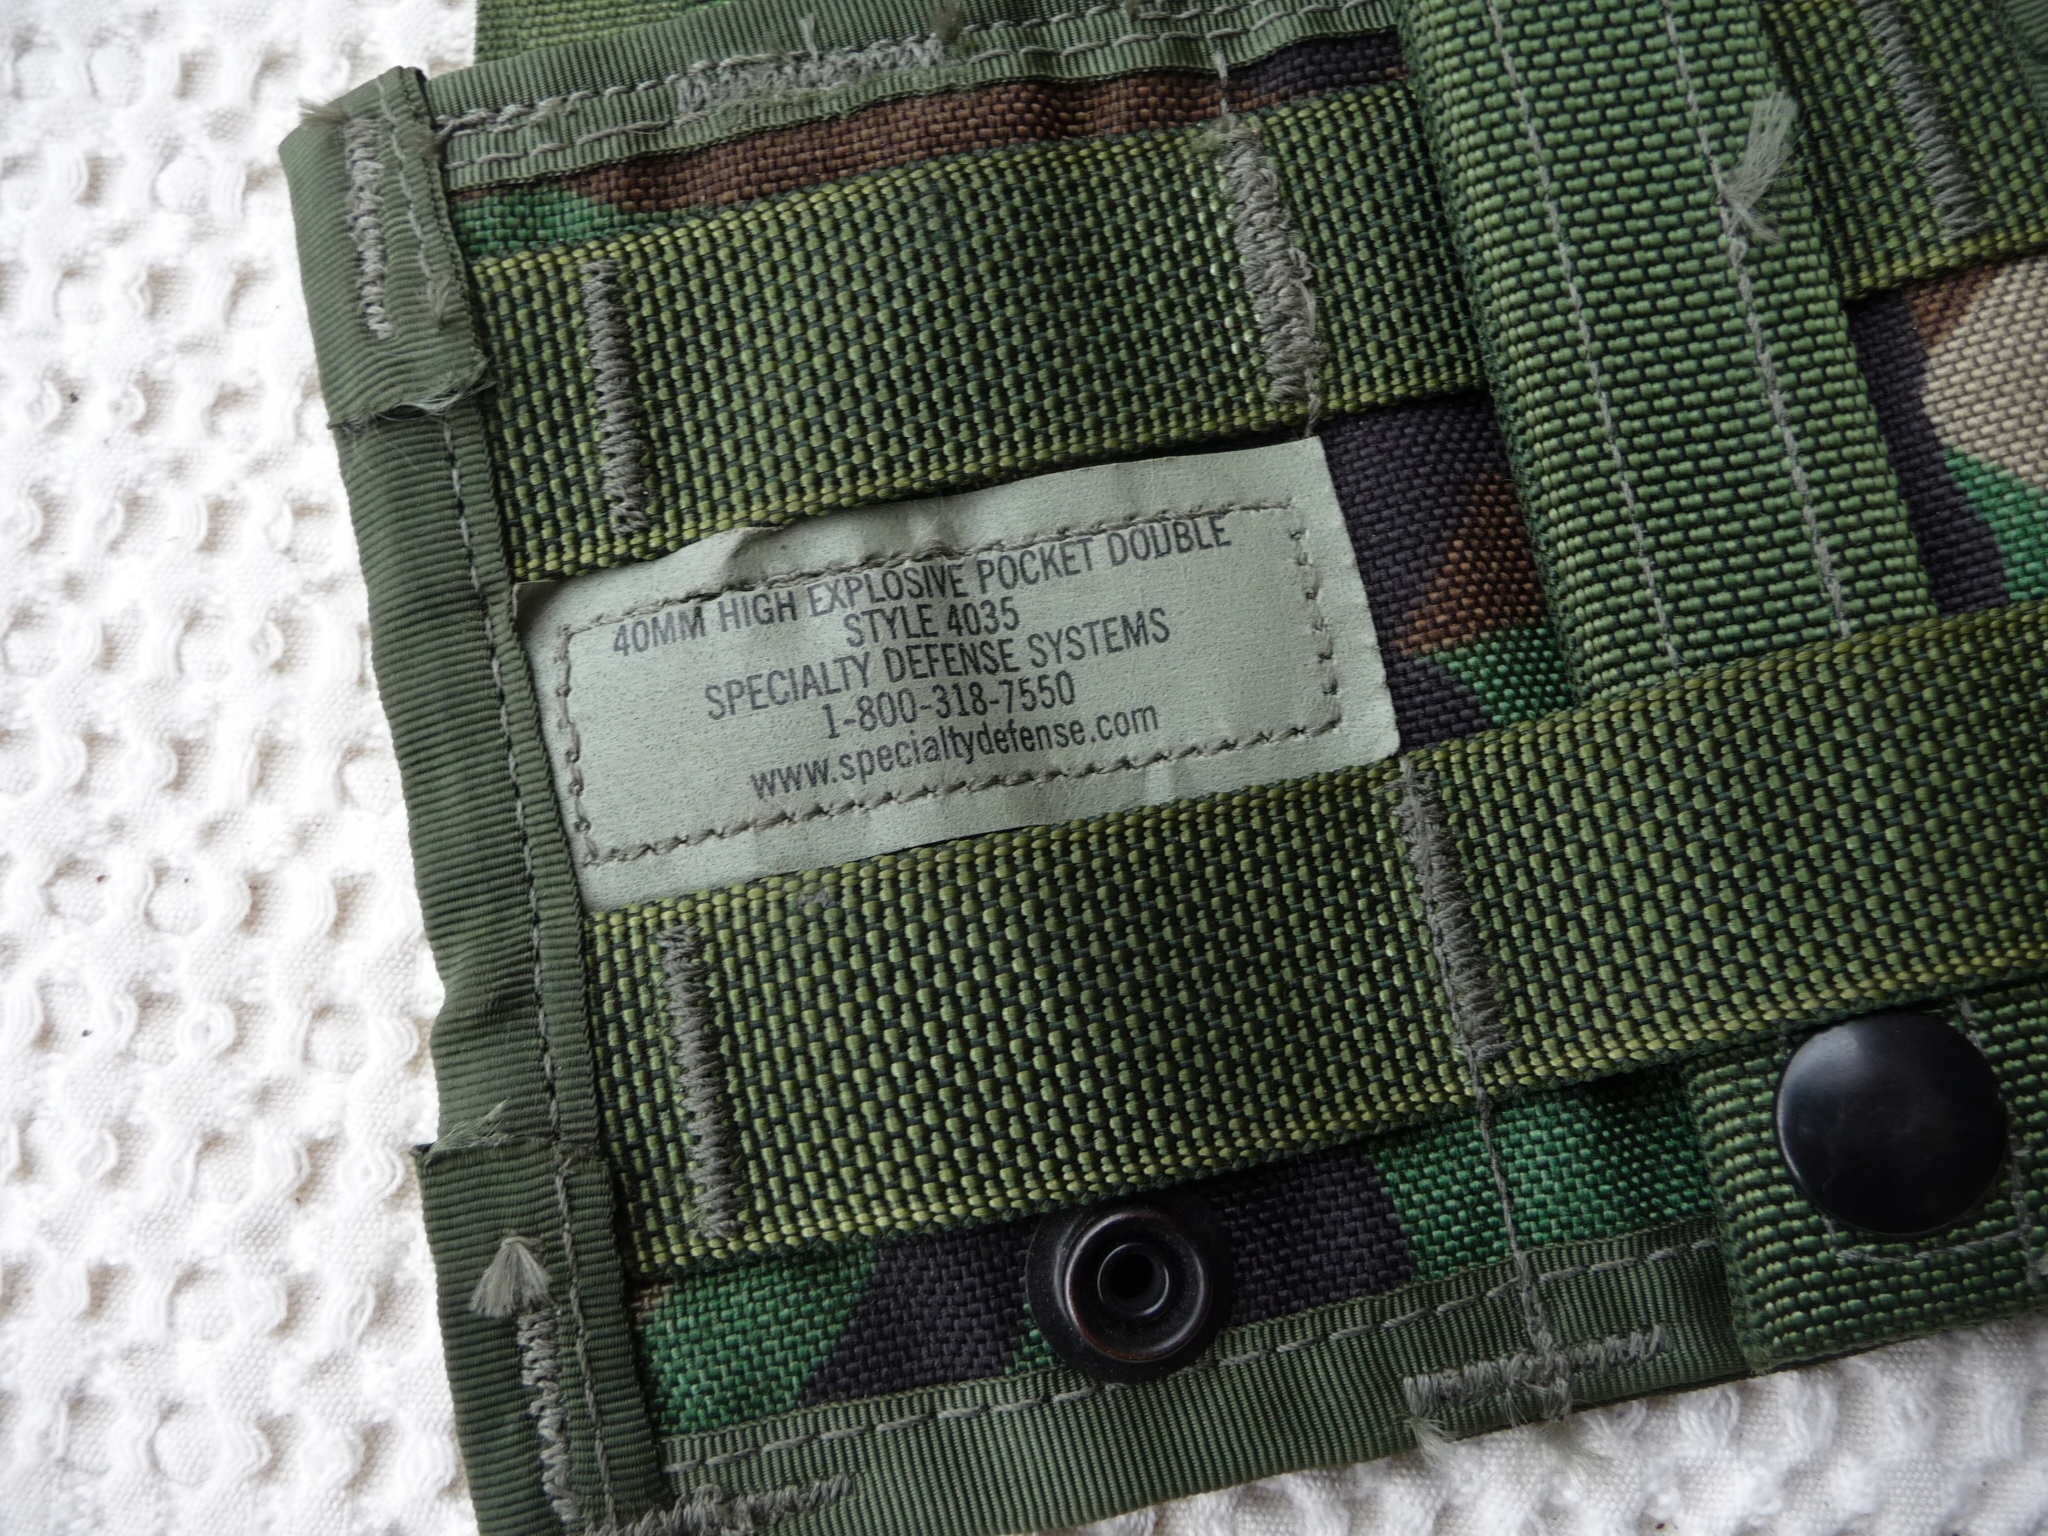 40MM HIGH EXPLOSIVE POCKET DOUBLE
STYLE 4035
SPECIALTY DEFENSE SYSTEMS
1-800-318-7550
www.specialtydefense.com